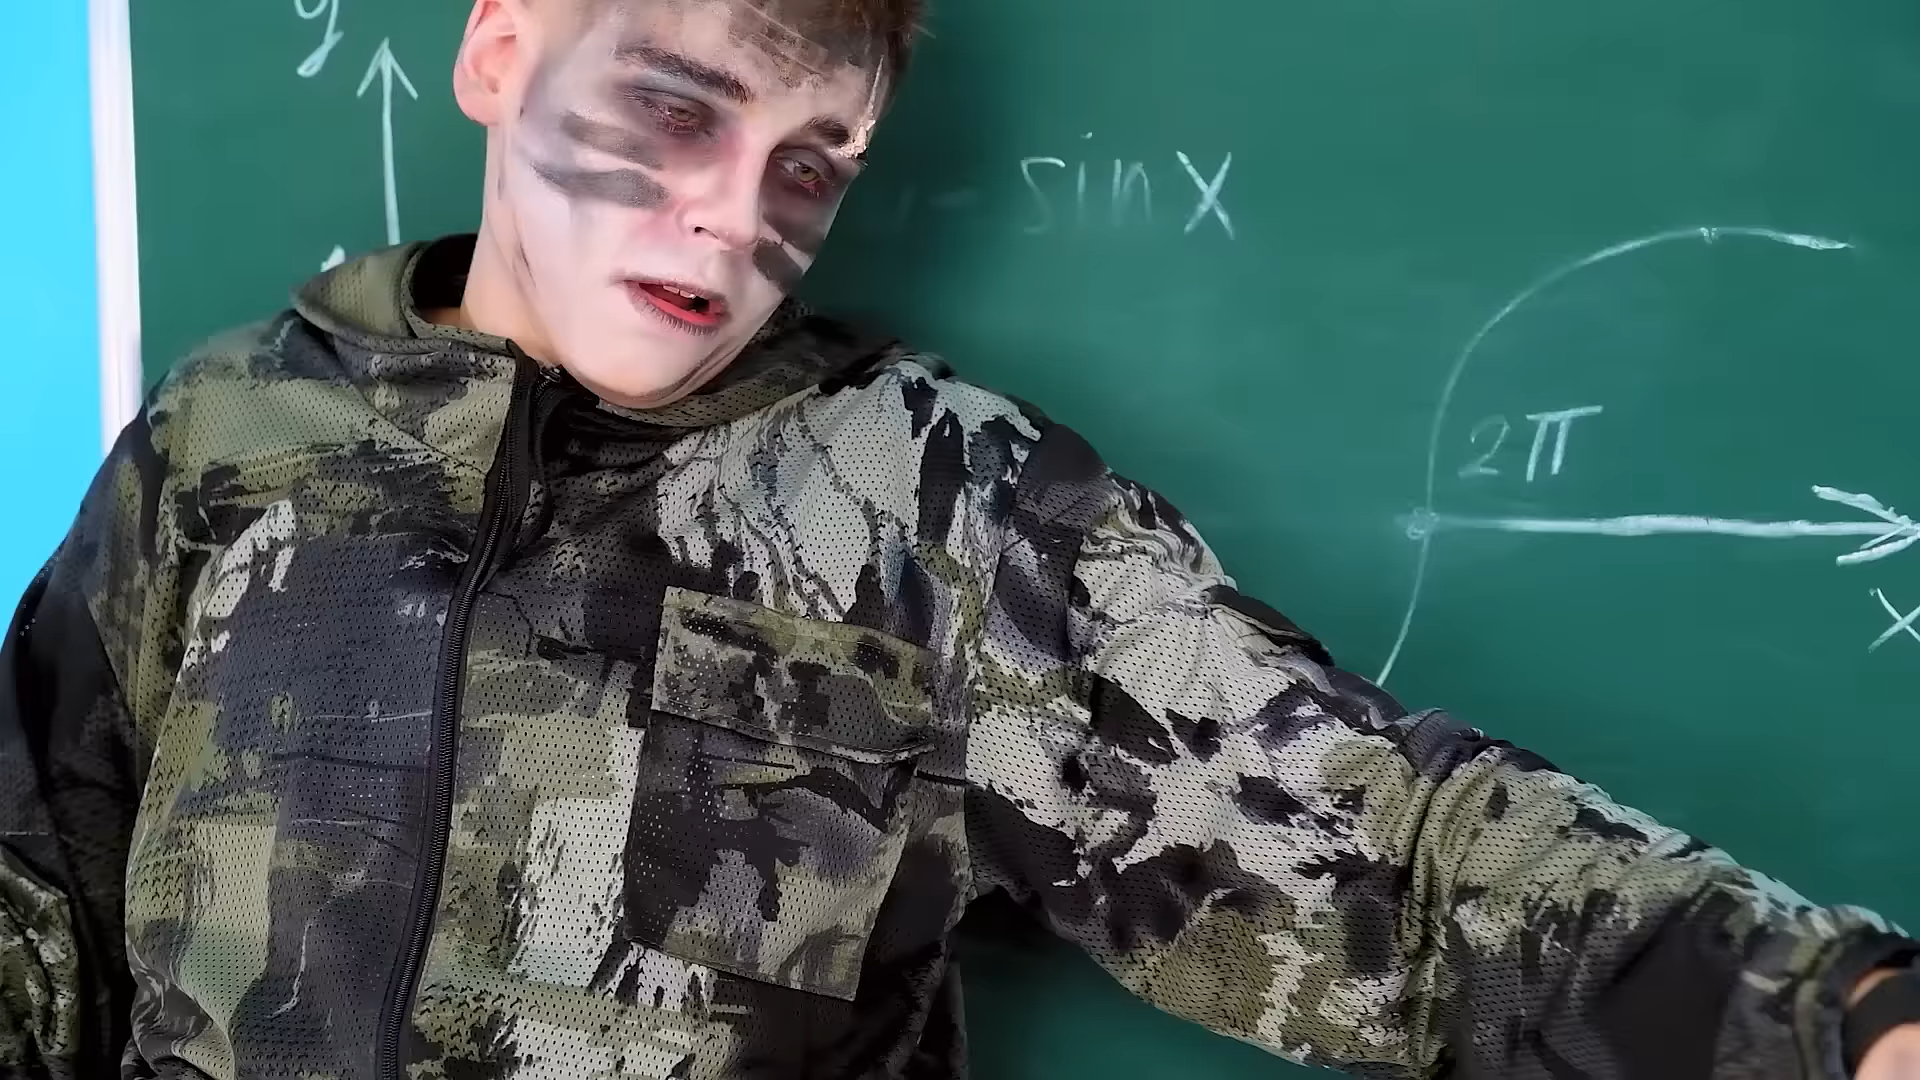 y
- sin x
2π
x